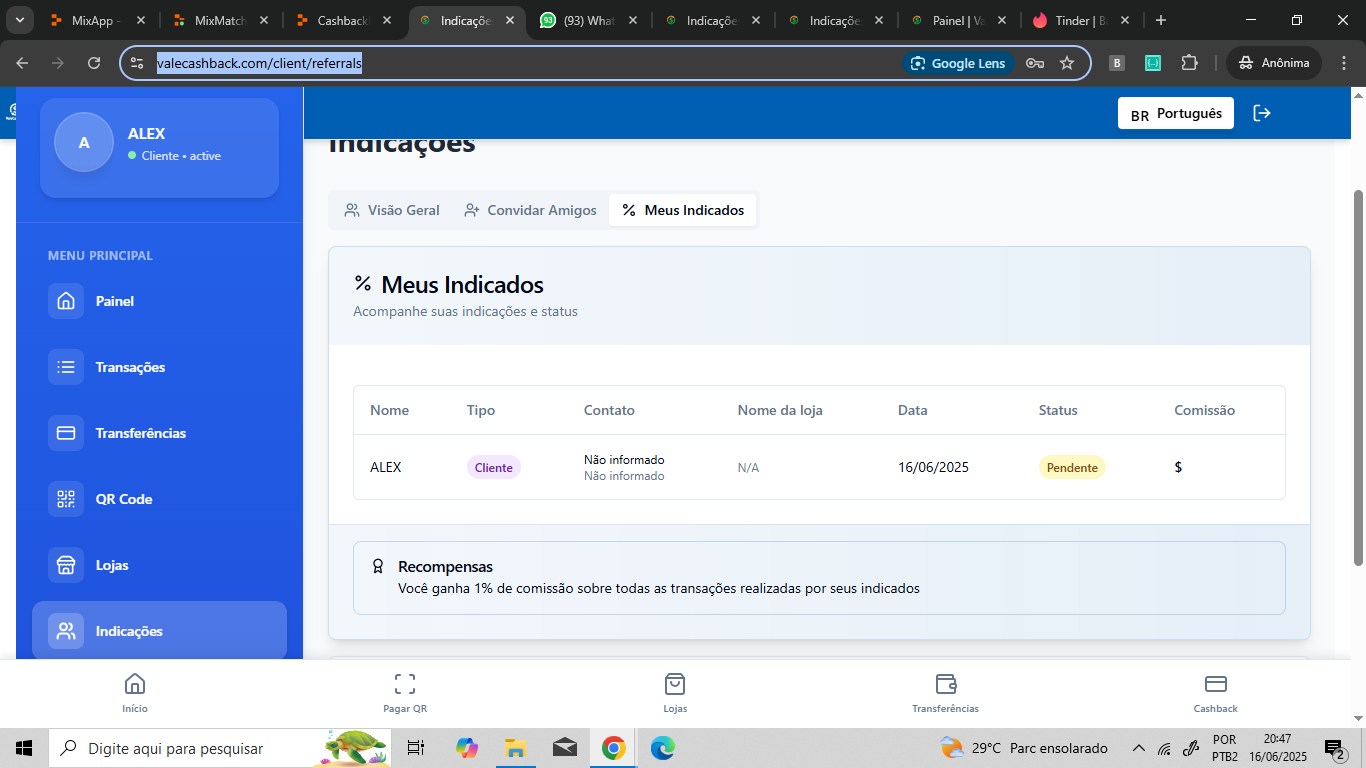 MixApp -
MixMatch
Cashback
Indicaçõe
(93) What
Indicaçõe
Indicaçõe
Painel | Va
Tinder | Ba
valecashback.com/client/referrals
Google Lens
B
Anônima
A
ALEX
Cliente • active
BR Português
Indicações
Visão Geral
Convidar Amigos
Meus Indicados
MENU PRINCIPAL
Painel
Transações
Transferências
QR Code
Lojas
Indicações
Meus Indicados
Acompanhe suas indicações e status
Nome Tipo Contato Nome da loja Data Status Comissão
ALEX Cliente Não informado N/A 16/06/2025 Pendente $
Não informado
Recompensas
Você ganha 1% de comissão sobre todas as transações realizadas por seus indicados
Início
Pagar QR
Lojas
Transferências
Cashback
Digite aqui para pesquisar
29°C Parc ensolarado
POR
PTB2
20:47
16/06/2025
2